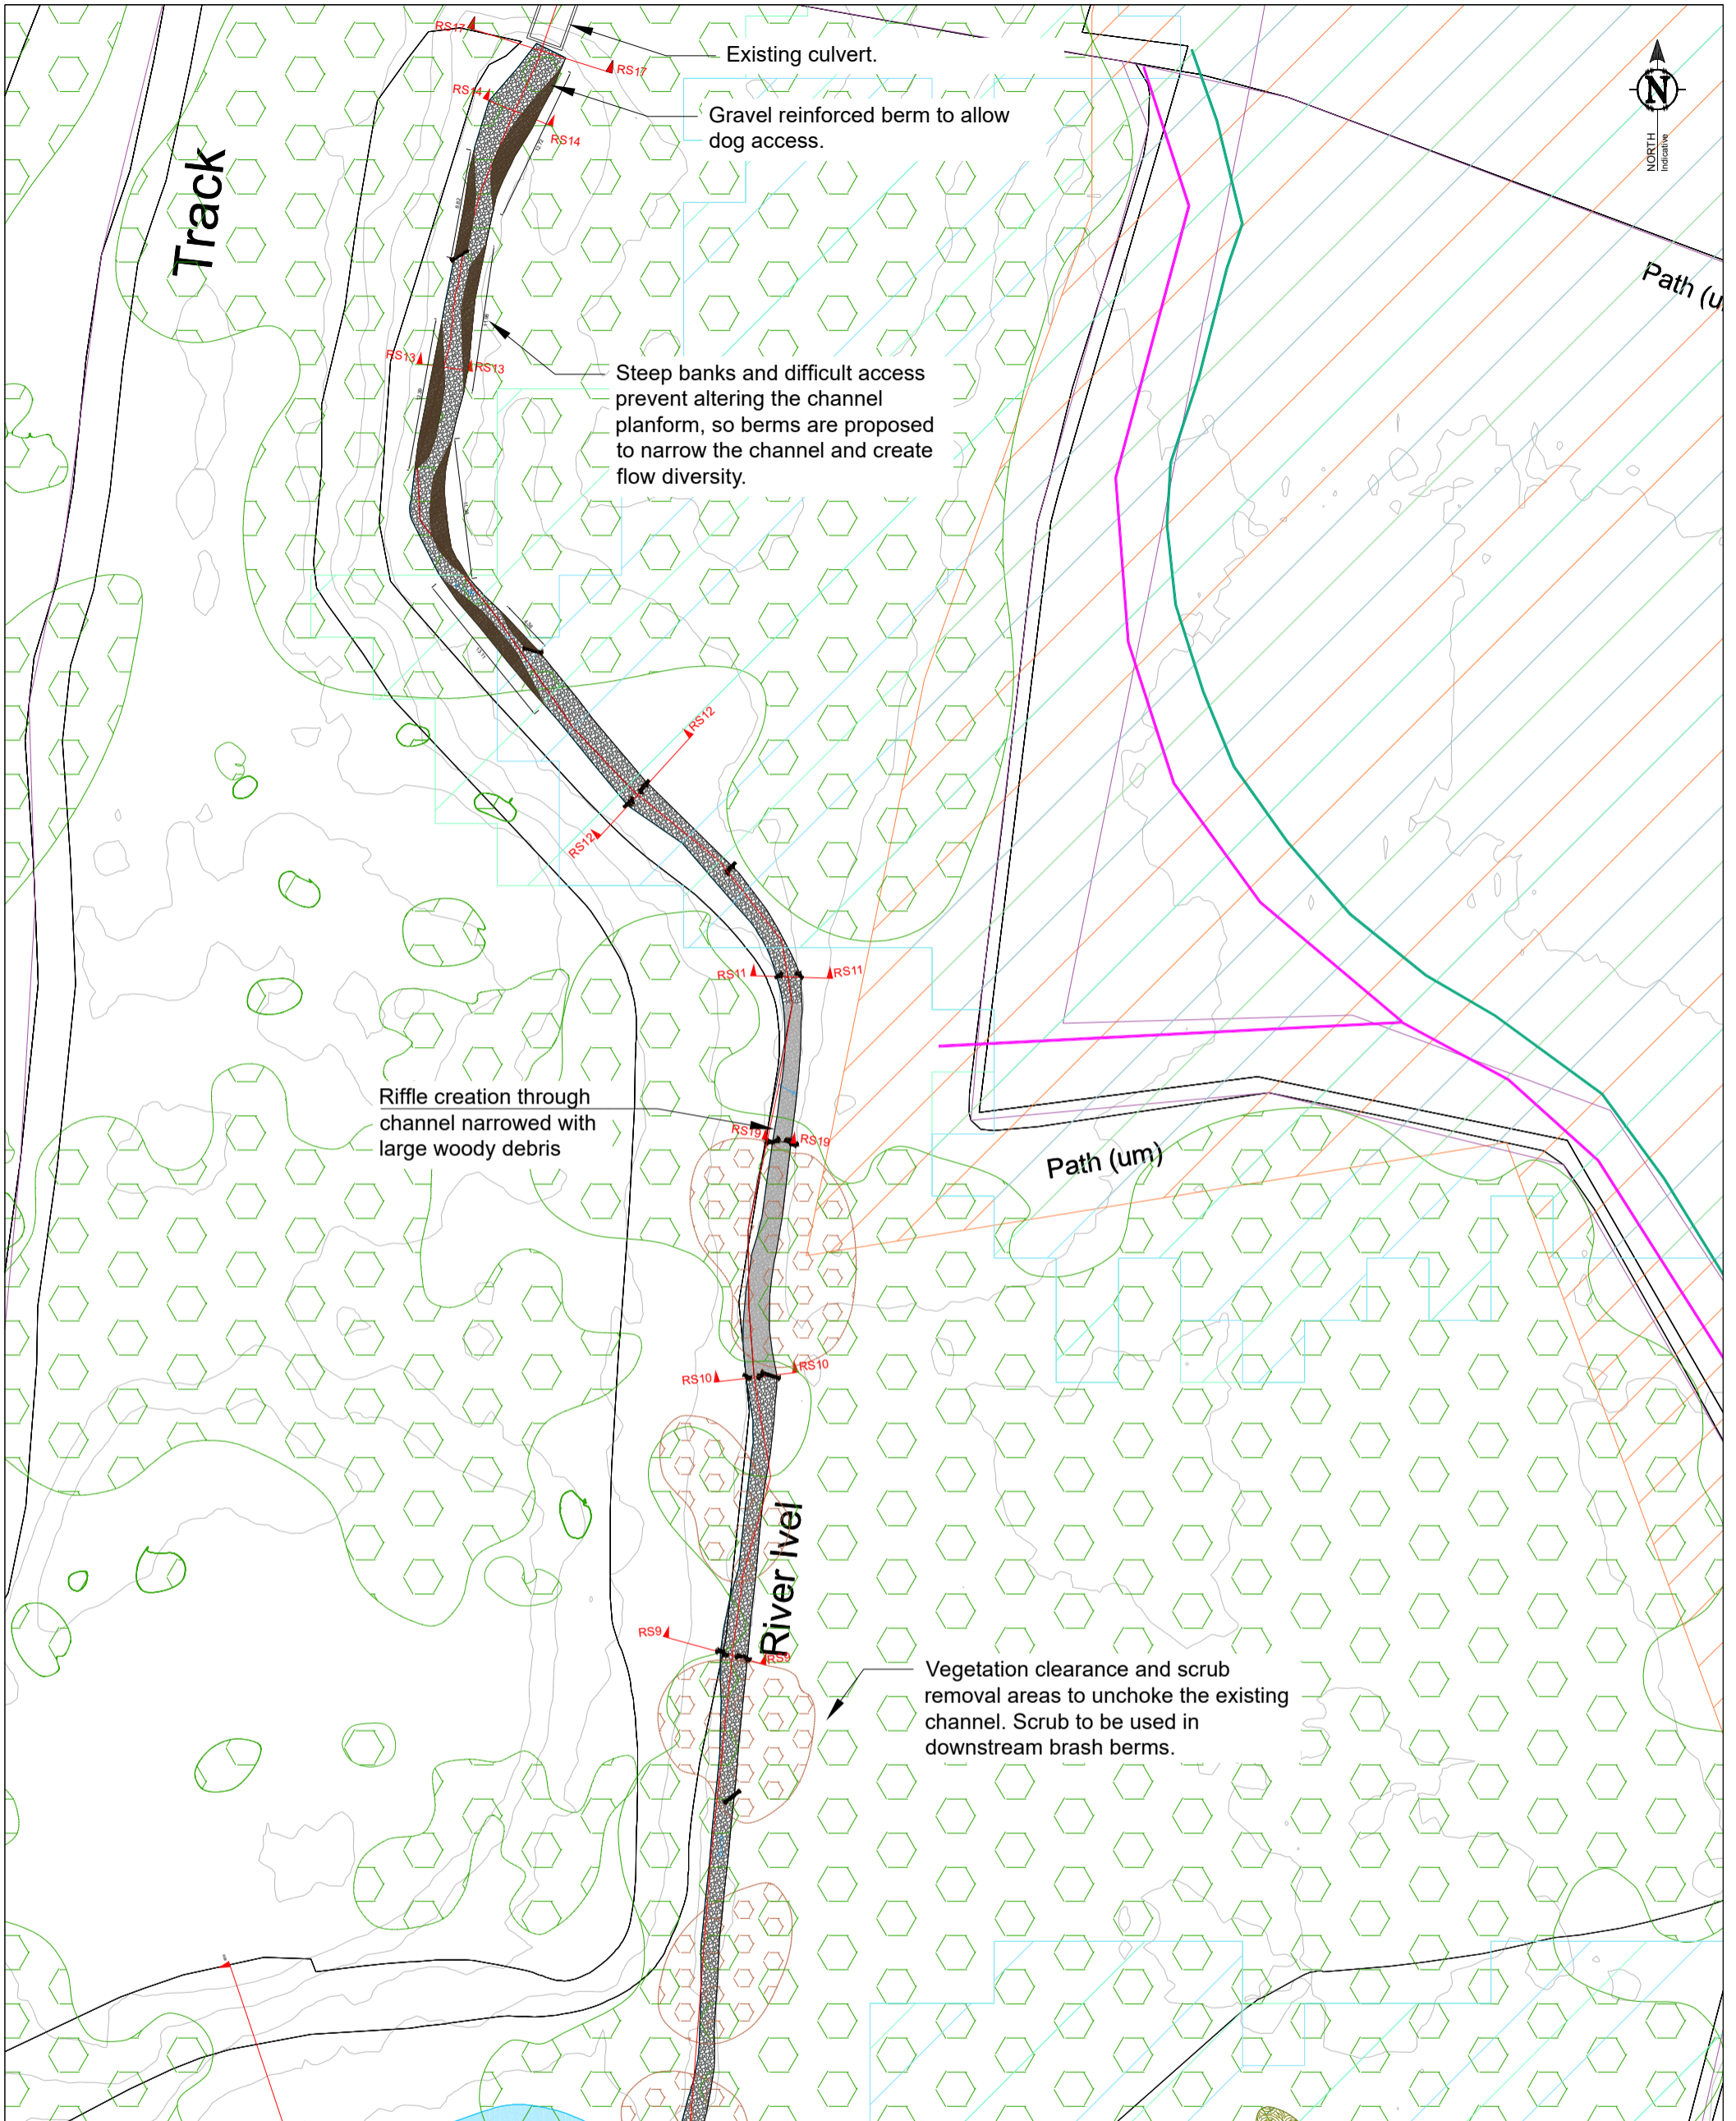 RS17
Existing culvert.
RS17
RS14
Gravel reinforced berm to allow
dog access.
RS14
N
NORTH
Indicative
Track
Path (u
RS13
RS13
Steep banks and difficult access
prevent altering the channel
planform, so berms are proposed
to narrow the channel and create
flow diversity.
RS12
RS12
RS11
RS11
Riffle creation through
channel narrowed with
large woody debris
RS19
RS19
Path (um)
RS10
RS10
River Ivel
RS9
RS9
Vegetation clearance and scrub
removal areas to unchoke the existing
channel. Scrub to be used in
downstream brash berms.